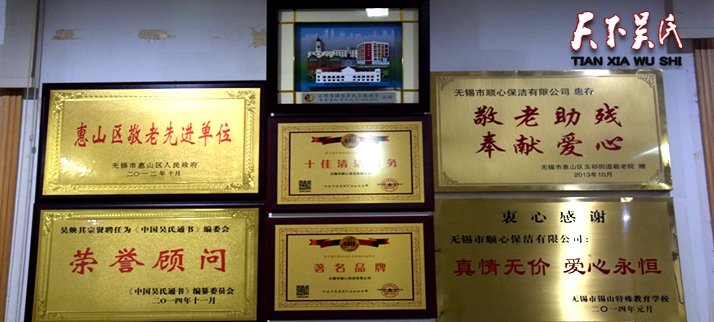 天下吴氏
TIAN XIA WU SHI
惠山区敬老先进单位
无锡市惠山区人民政府
二〇一二年十月
吴焕其宗贤聘任为《中国吴氏通书》编委会
荣誉顾问
《中国吴氏通书》编纂委员会
二〇一四年十一月
十佳清洁服务
著名品牌
无锡市顺心保洁有限公司 惠存
敬老助残
奉献爱心
无锡市惠山区玉祁街道敬老院 赠
2013年10月
衷心感谢
无锡市顺心保洁有限公司：
真情无价 爱心永恒
无锡市锡山特殊教育学校
二〇一四年元月